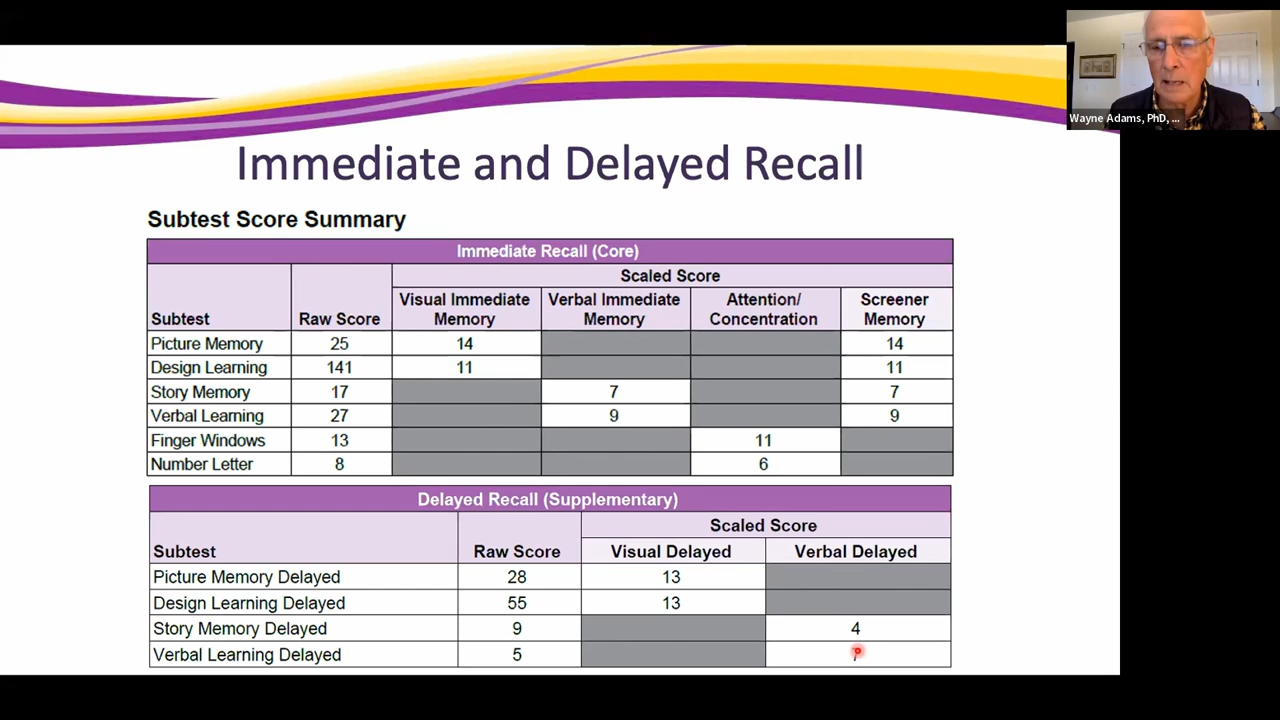 Wayne Adams, PhD, ...
Immediate and Delayed Recall
Subtest Score Summary
Immediate Recall (Core)
Subtest Raw Score Scaled Score
Visual Immediate Memory Verbal Immediate Memory Attention/ Concentration Screener Memory
Picture Memory 25 14 14
Design Learning 141 11 11
Story Memory 17 7 7
Verbal Learning 27 9 9
Finger Windows 13 11
Number Letter 8 6
Delayed Recall (Supplementary)
Subtest Raw Score Scaled Score
Visual Delayed Verbal Delayed
Picture Memory Delayed 28 13
Design Learning Delayed 55 13
Story Memory Delayed 9 4
Verbal Learning Delayed 5